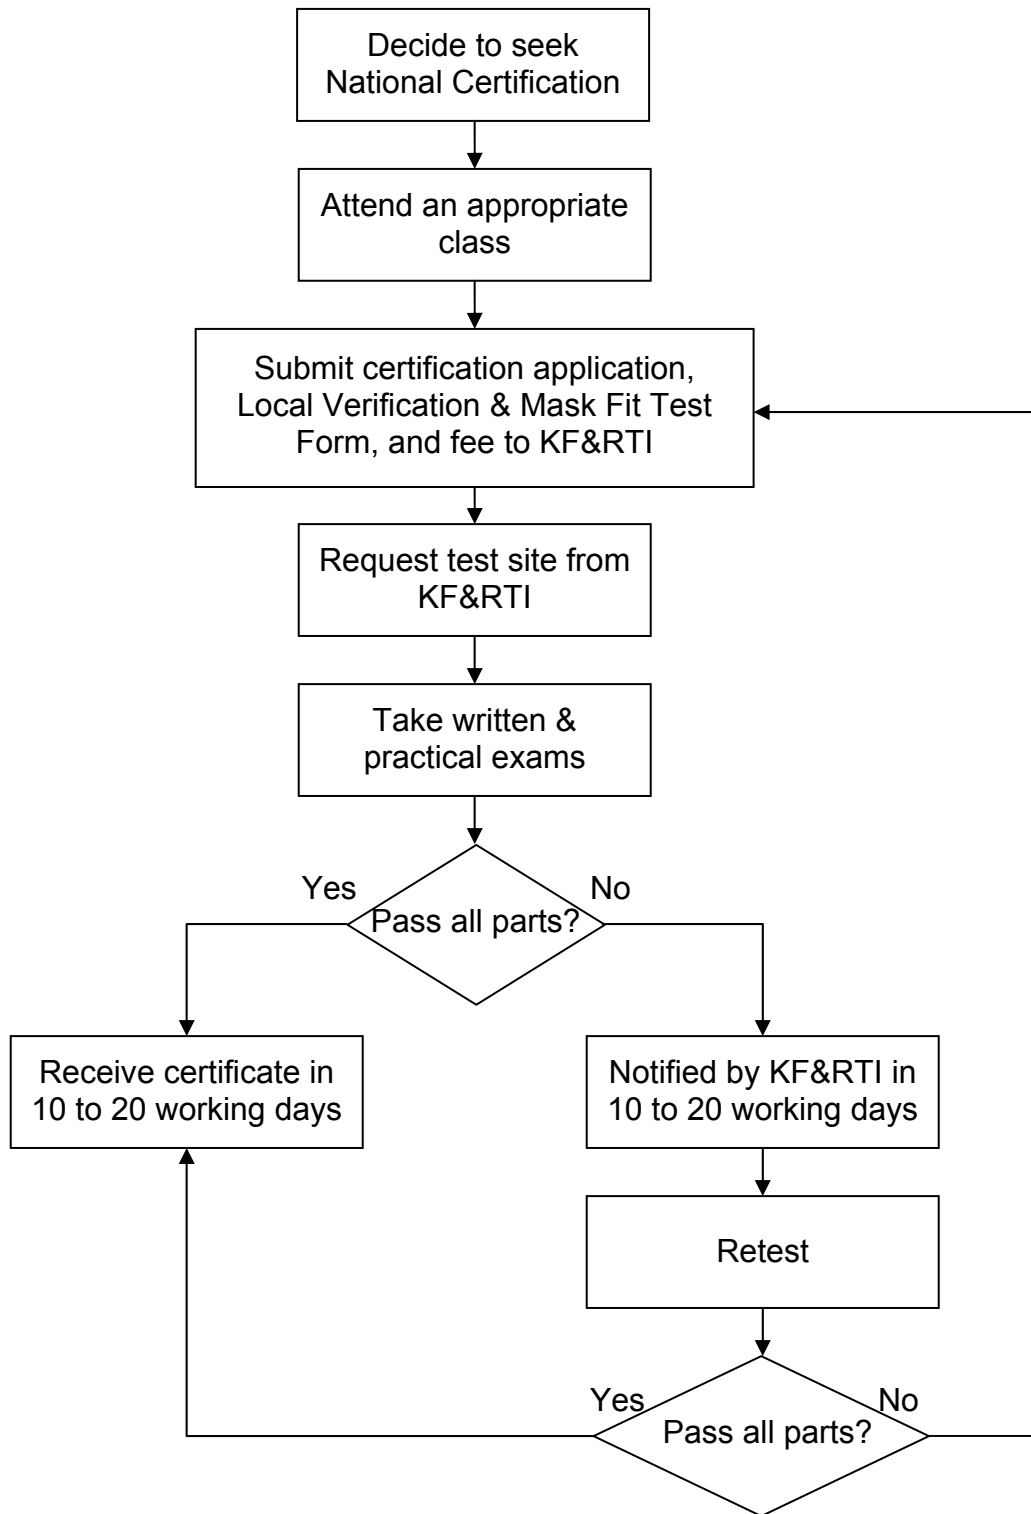 Decide to seek
National Certification
Attend an appropriate
class
Submit certification application,
Local Verification & Mask Fit Test
Form, and fee to KF&RTI
Request test site from
KF&RTI
Take written &
practical exams
Yes
No
Pass all parts?
Receive certificate in
10 to 20 working days
Notified by KF&RTI in
10 to 20 working days
Retest
Yes
No
Pass all parts?